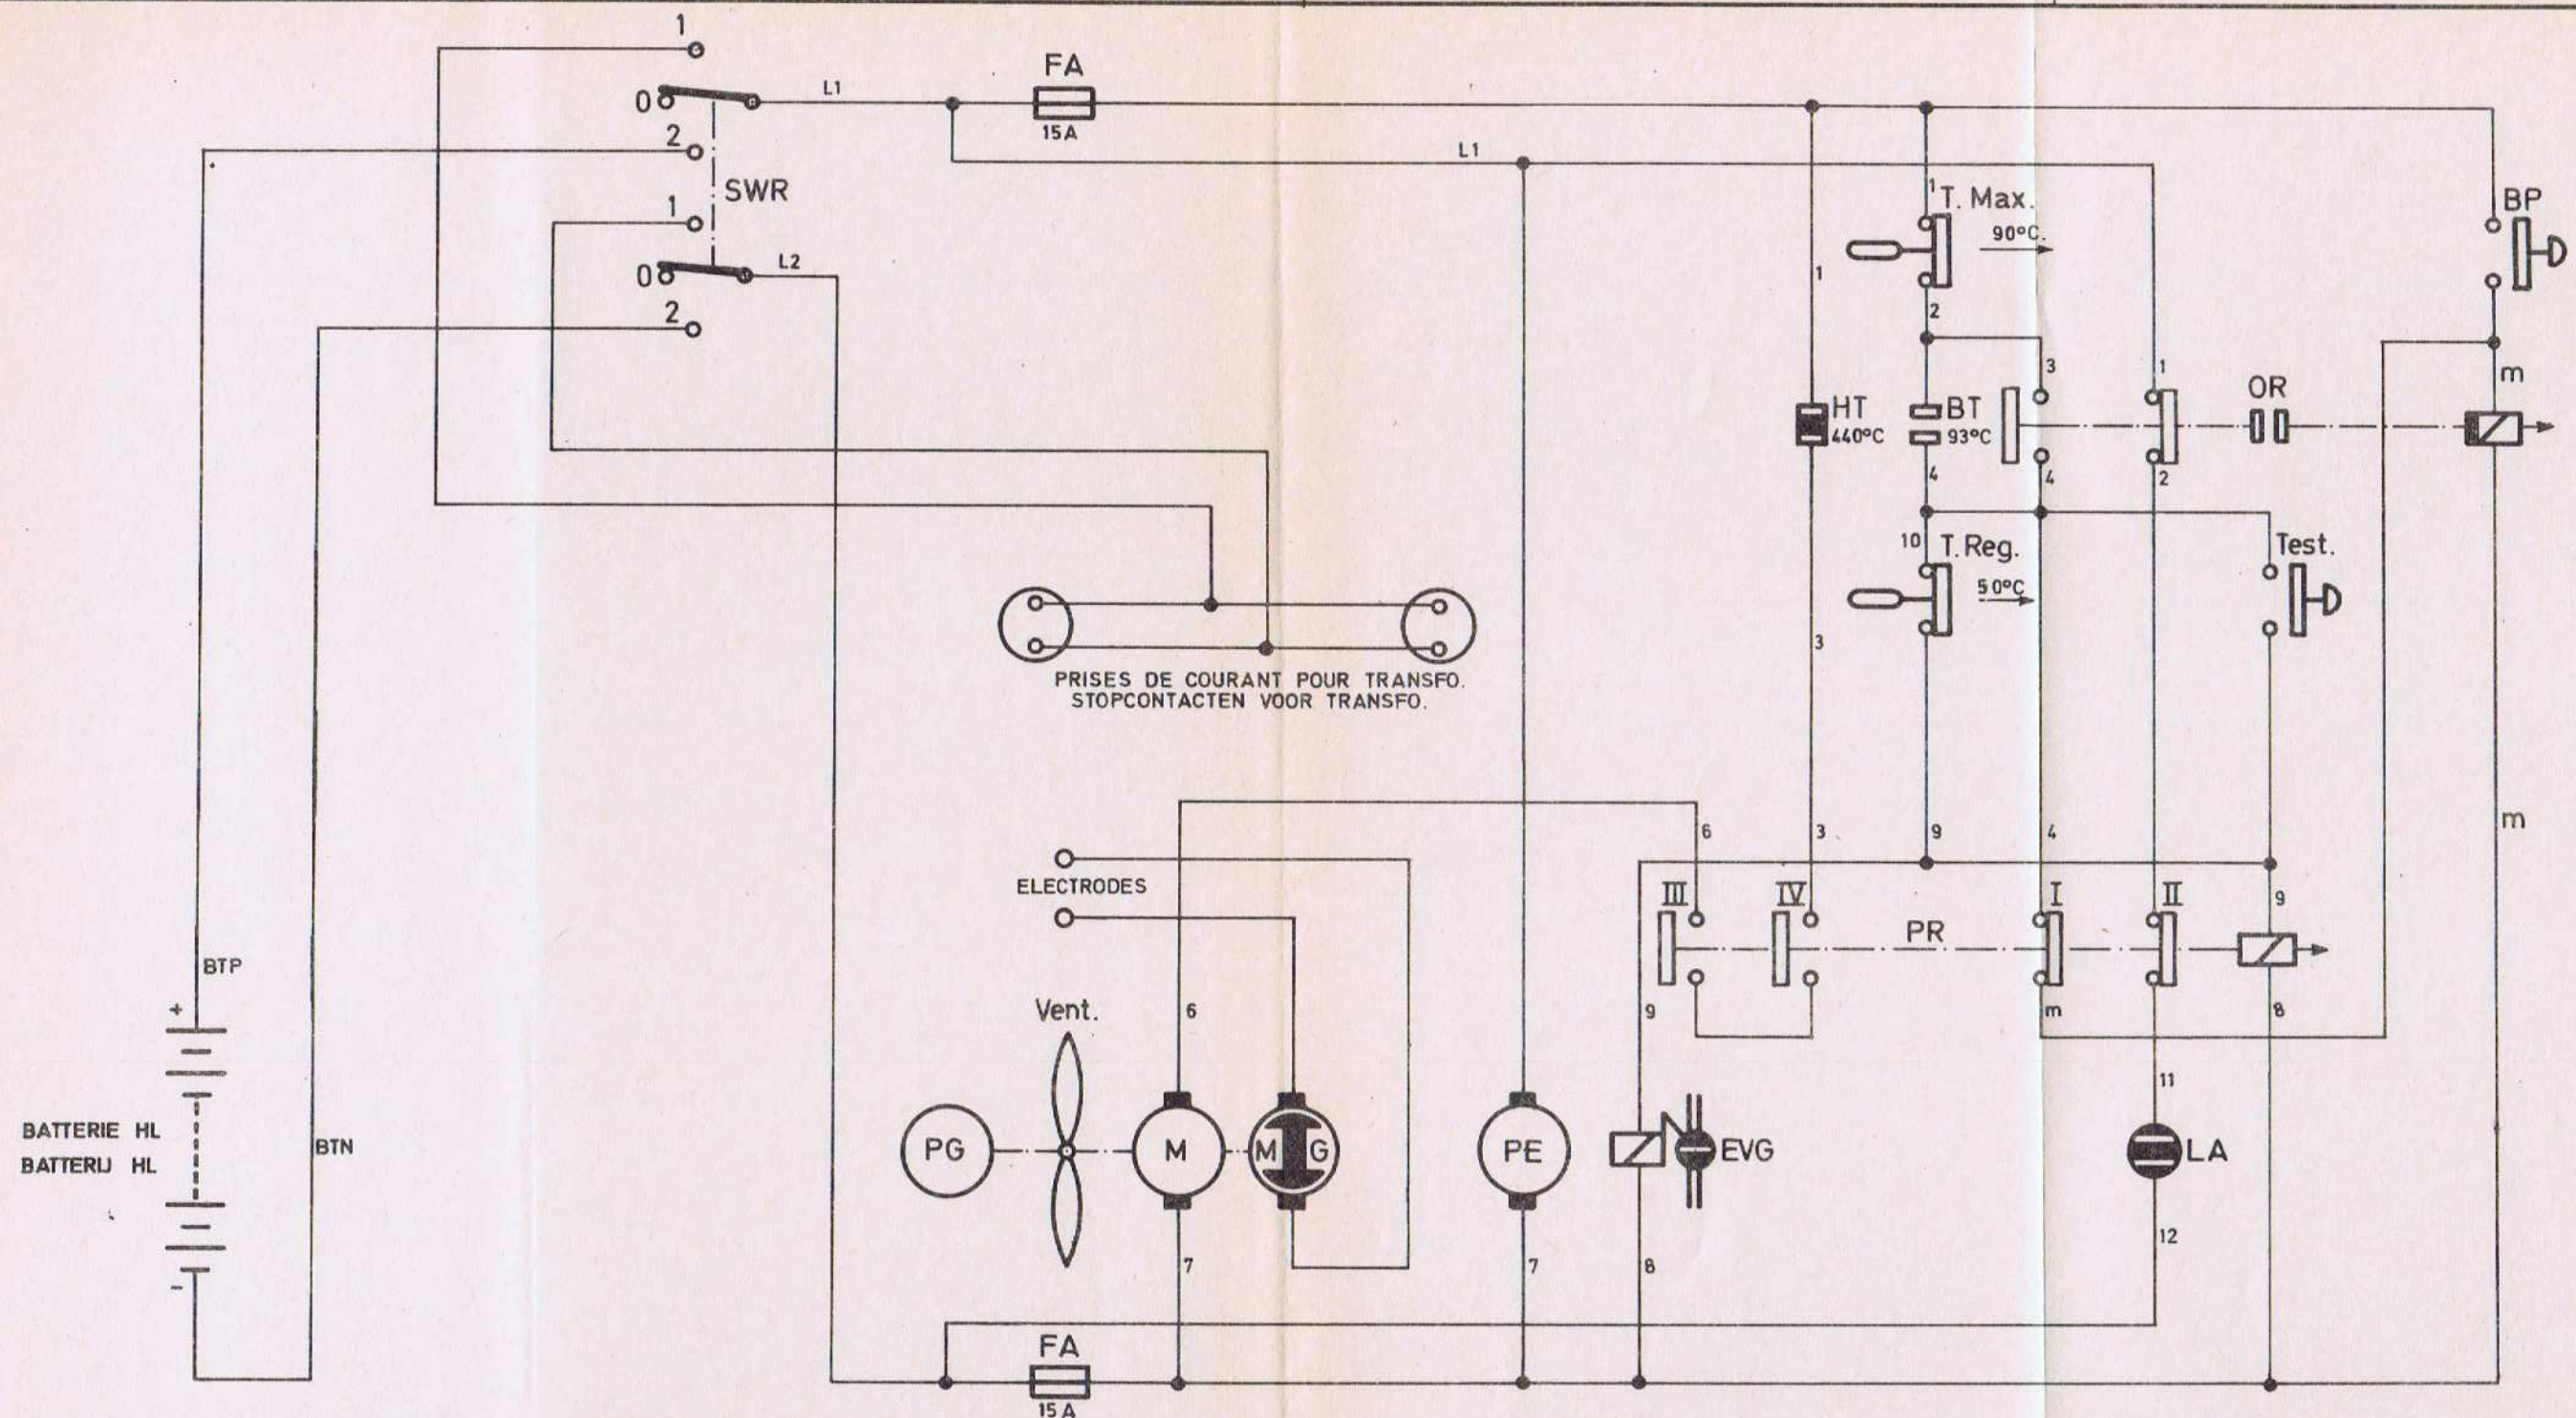 1
0
L1
FA
15A
2
L1
1
SWR
1
T. Max.
90°C.
BP
0
L2
1
2
2
3
1
OR
m
HT
440°C
BT
93°C
4
4
2
10
T.Reg.
50°C
Test.
3
PRISES DE COURANT POUR TRANSFO.
STOPCONTACTEN VOOR TRANSFO.
6
3
9
4
m
ELECTRODES
III
IV
I
II
9
PR
BTP
+
Vent.
6
9
m
8
11
BATTERIE HL
BATTERIJ HL
BTN
PG
M
M G
PE
EVG
LA
12
-
7
7
8
FA
15A